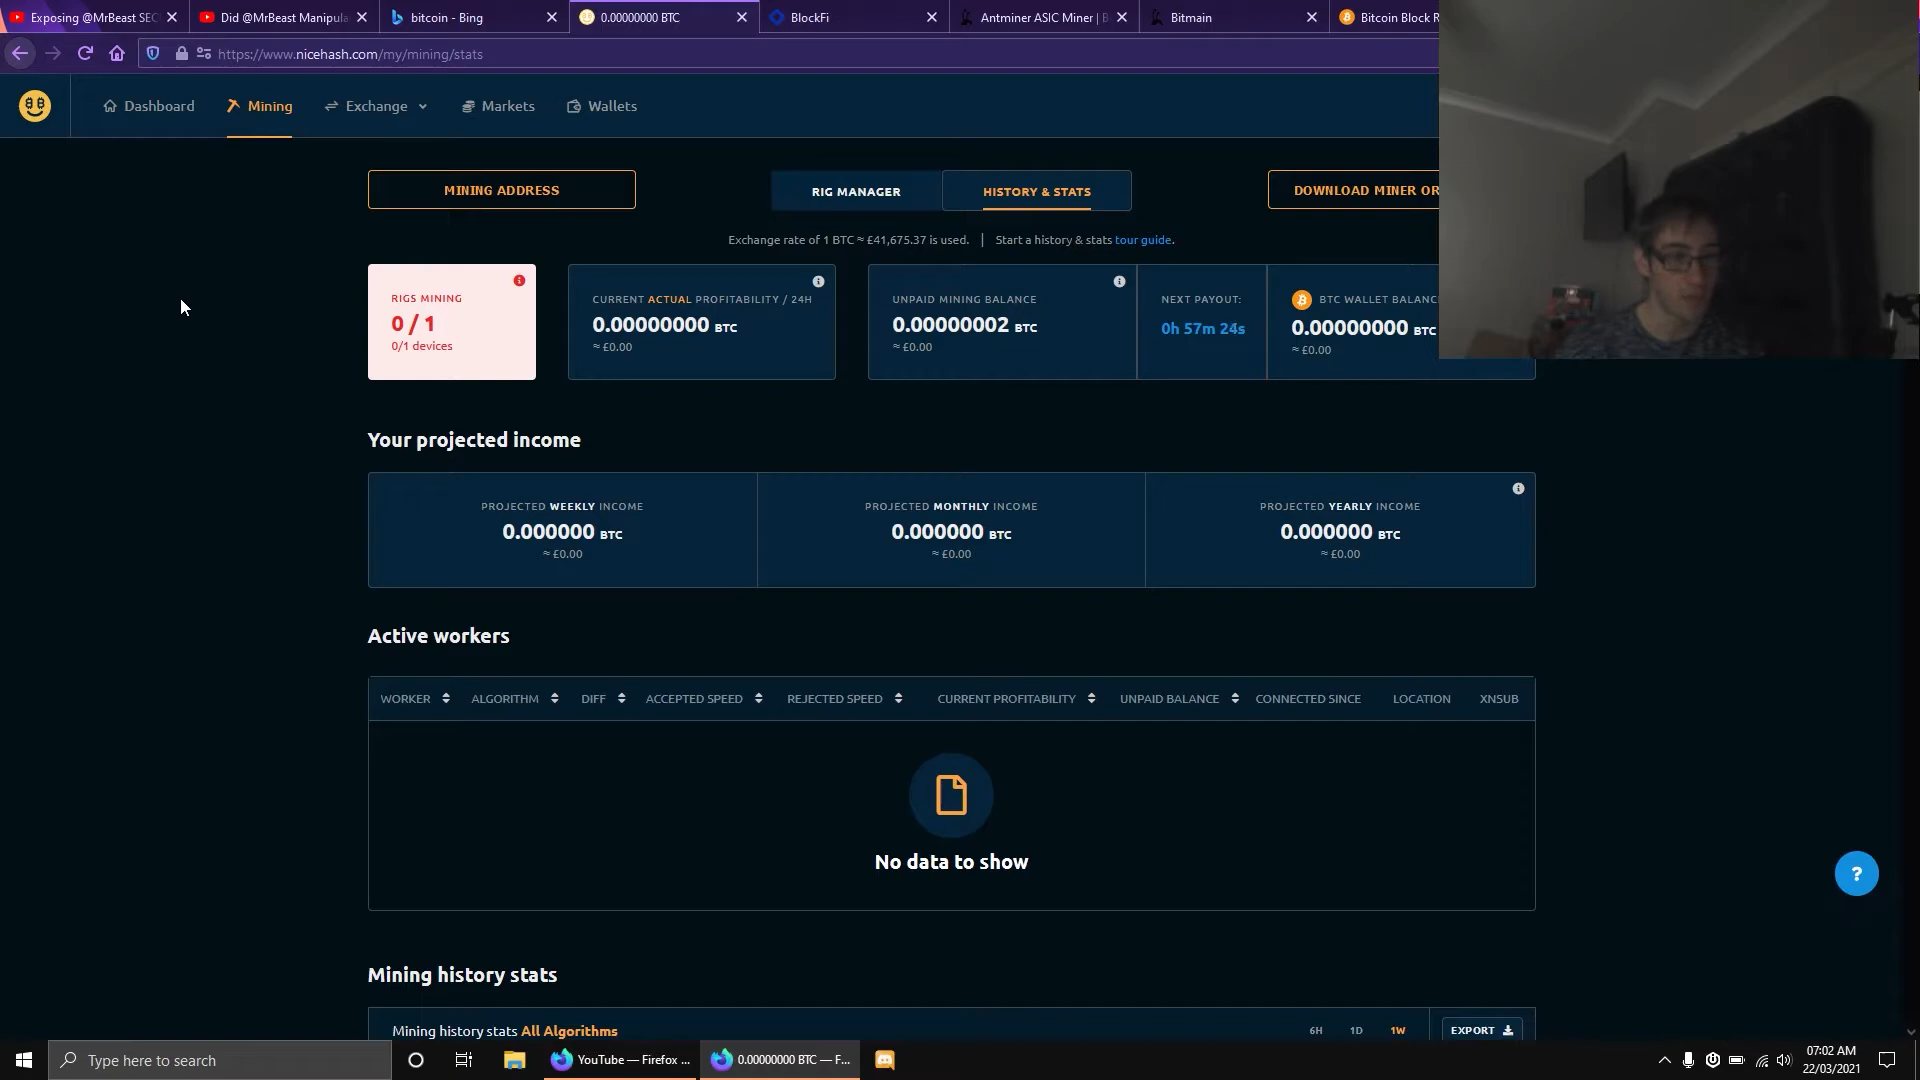 Exposing @MrBeast SEC
Did @MrBeast Manipula
bitcoin - Bing
0.00000000 BTC
BlockFi
Antminer ASIC Miner | B
Bitmain
Bitcoin Block R
https://www.nicehash.com/my/mining/stats
Dashboard
Mining
Exchange
Markets
Wallets
MINING ADDRESS
RIG MANAGER
HISTORY & STATS
DOWNLOAD MINER OR
Exchange rate of 1 BTC ≈ £41,675.37 is used. | Start a history & stats tour guide.
RIGS MINING
0 / 1
0/1 devices
CURRENT ACTUAL PROFITABILITY / 24H
0.00000000 BTC
≈ £0.00
UNPAID MINING BALANCE
0.00000002 BTC
≈ £0.00
NEXT PAYOUT:
0h 57m 24s
BTC WALLET BALANC
0.00000000 BTC
≈ £0.00
Your projected income
PROJECTED WEEKLY INCOME
0.000000 BTC
≈ £0.00
PROJECTED MONTHLY INCOME
0.000000 BTC
≈ £0.00
PROJECTED YEARLY INCOME
0.000000 BTC
≈ £0.00
Active workers
WORKER ALGORITHM DIFF ACCEPTED SPEED REJECTED SPEED CURRENT PROFITABILITY UNPAID BALANCE CONNECTED SINCE LOCATION XNSUB
No data to show
?
Mining history stats
Mining history stats All Algorithms
6H 1D 1W
EXPORT
Type here to search
YouTube — Firefox ...
0.00000000 BTC — F...
07:02 AM
22/03/2021